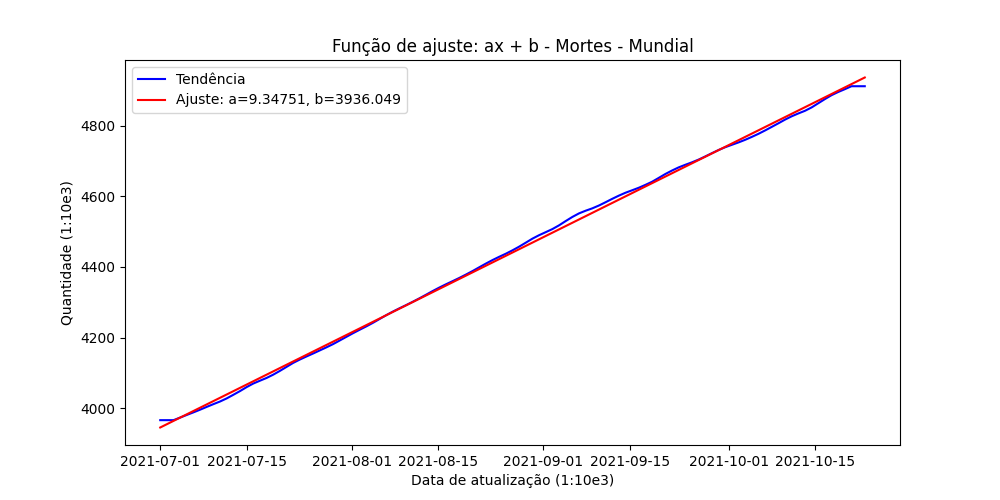 Função de ajuste: ax + b - Mortes - Mundial
Tendência
Ajuste: a=9.34751, b=3936.049
Quantidade (1:10e3)
4800
4600
4400
4200
4000
2021-07-01 2021-07-15 2021-08-01 2021-08-15 2021-09-01 2021-09-15 2021-10-01 2021-10-15
Data de atualização (1:10e3)